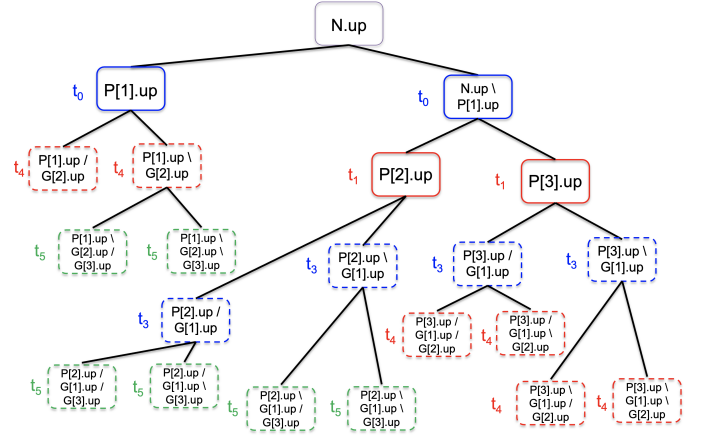 N.up
t0
P[1].up
t0
N.up \
P[1].up
t4
P[1].up /
G[2].up
t4
P[1].up \
G[2].up
t1
P[2].up
t1
P[3].up
t5
P[1].up \
G[2].up /
G[3].up
t5
P[1].up \
G[2].up \
G[3].up
t3
P[2].up \
G[1].up
t3
P[3].up /
G[1].up
t3
P[3].up \
G[1].up
t3
P[2].up /
G[1].up
t4
P[3].up /
G[1].up /
G[2].up
t4
P[3].up /
G[1].up \
G[2].up
t5
P[2].up /
G[1].up /
G[3].up
t5
P[2].up /
G[1].up \
G[3].up
t5
P[2].up \
G[1].up /
G[3].up
t5
P[2].up \
G[1].up \
G[3].up
t4
P[3].up \
G[1].up /
G[2].up
t4
P[3].up \
G[1].up \
G[2].up